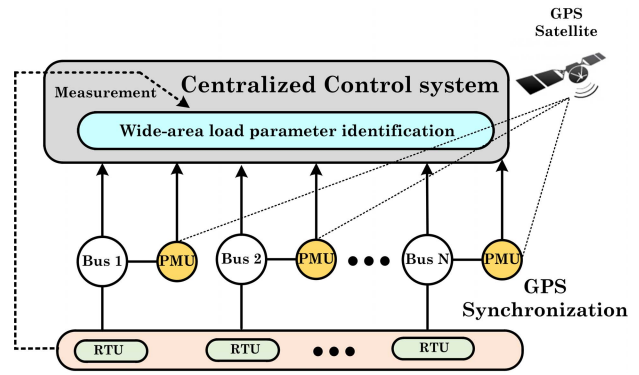 GPS
Satellite
Centralized Control system
Measurement
Wide-area load parameter identification
Bus 1
PMU
Bus 2
PMU
Bus N
PMU
GPS
Synchronization
RTU
RTU
RTU